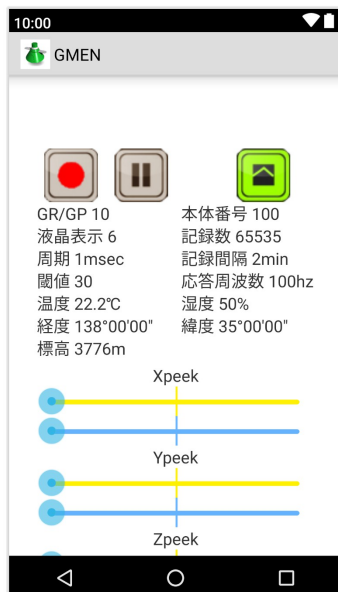 10:00
GMEN
GR/GP 10 本体番号 100
液晶表示 6 記録数 65535
周期 1msec 記録間隔 2min
閾値 30 応答周波数 100hz
温度 22.2℃ 湿度 50%
経度 138°00'00" 緯度 35°00'00"
標高 3776m
Xpeek
Ypeek
Zpeek